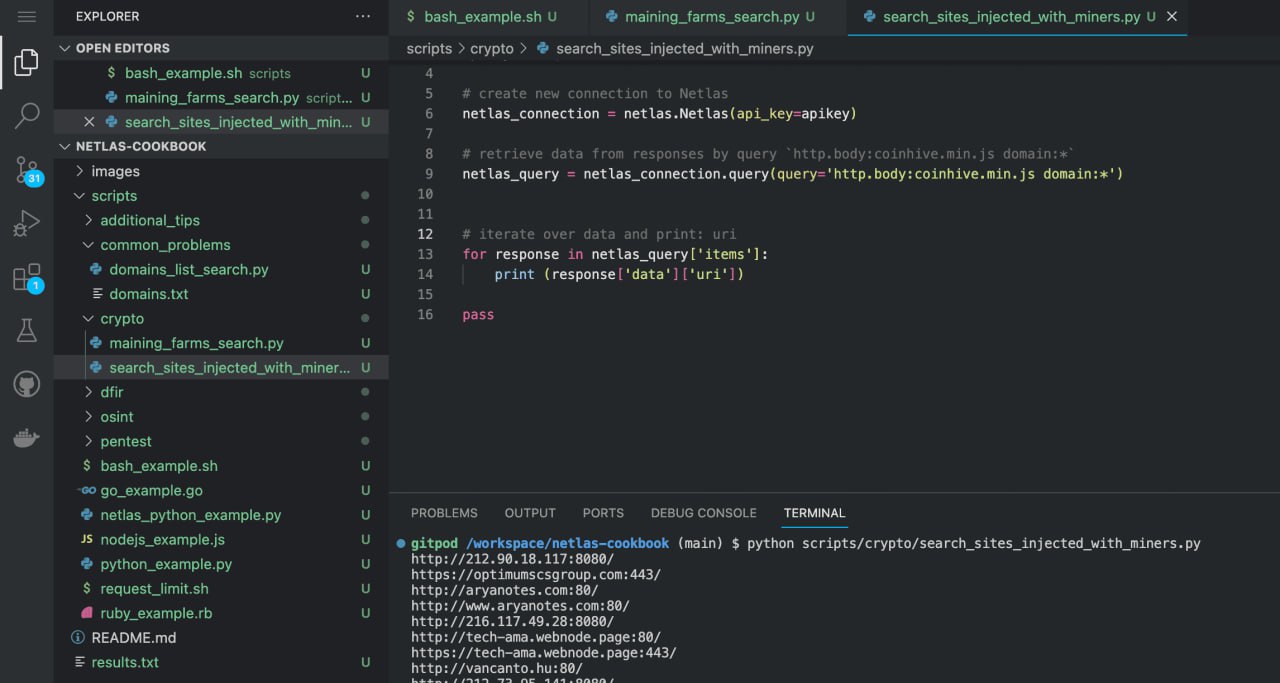 EXPLORER ···
OPEN EDITORS
$ bash_example.sh scripts U
maining_farms_search.py script... U
search_sites_injected_with_min... U
NETLAS-COOKBOOK
31
images
scripts
additional_tips
common_problems
domains_list_search.py U
1
domains.txt U
crypto
maining_farms_search.py U
search_sites_injected_with_miner... U
dfir
osint
pentest
$ bash_example.sh U
GO go_example.go U
netlas_python_example.py U
JS nodejs_example.js U
python_example.py U
$ request_limit.sh U
ruby_example.rb U
README.md
results.txt U
$ bash_example.sh U
maining_farms_search.py U
search_sites_injected_with_miners.py U
scripts > crypto > search_sites_injected_with_miners.py
4
5 # create new connection to Netlas
6 netlas_connection = netlas.Netlas(api_key=apikey)
7
8 # retrieve data from responses by query `http.body:coinhive.min.js domain:*`
9 netlas_query = netlas_connection.query(query='http.body:coinhive.min.js domain:*')
10
11
12 # iterate over data and print: uri
13 for response in netlas_query['items']:
14 print (response['data']['uri'])
15
16 pass
PROBLEMS OUTPUT PORTS DEBUG CONSOLE TERMINAL
gitpod /workspace/netlas-cookbook (main) $ python scripts/crypto/search_sites_injected_with_miners.py
http://212.90.18.117:8080/
https://optimumscsgroup.com:443/
http://aryanotes.com:80/
http://www.aryanotes.com:80/
http://216.117.49.28:8080/
http://tech-ama.webnode.page:80/
https://tech-ama.webnode.page:443/
http://vancanto.hu:80/